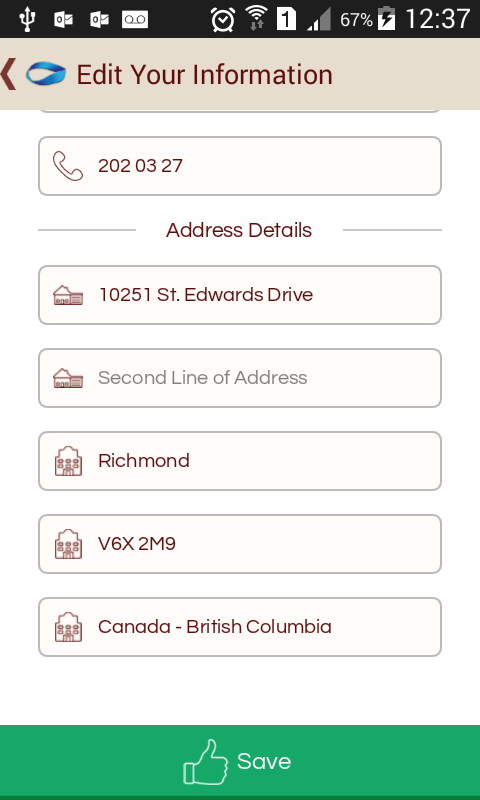 1 67% 12:37
Edit Your Information
202 03 27
Address Details
10251 St. Edwards Drive
Second Line of Address
Richmond
V6X 2M9
Canada - British Columbia
Save